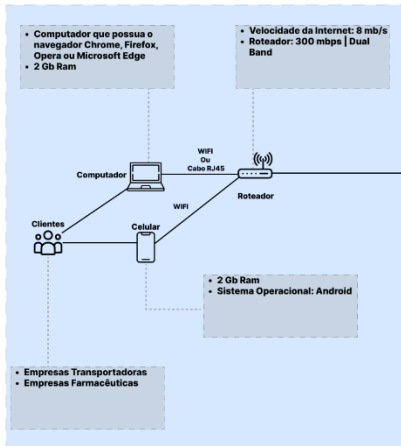 • Computador que possua o
navegador Chrome, Firefox,
Opera ou Microsoft Edge
• 2 Gb Ram
• Velocidade da Internet: 8 mb/s
• Roteador: 300 mbps | Dual
Band
WIFI
Ou
Cabo RJ45
Computador
Roteador
WIFI
Clientes
Celular
• 2 Gb Ram
• Sistema Operacional: Android
• Empresas Transportadoras
• Empresas Farmacêuticas